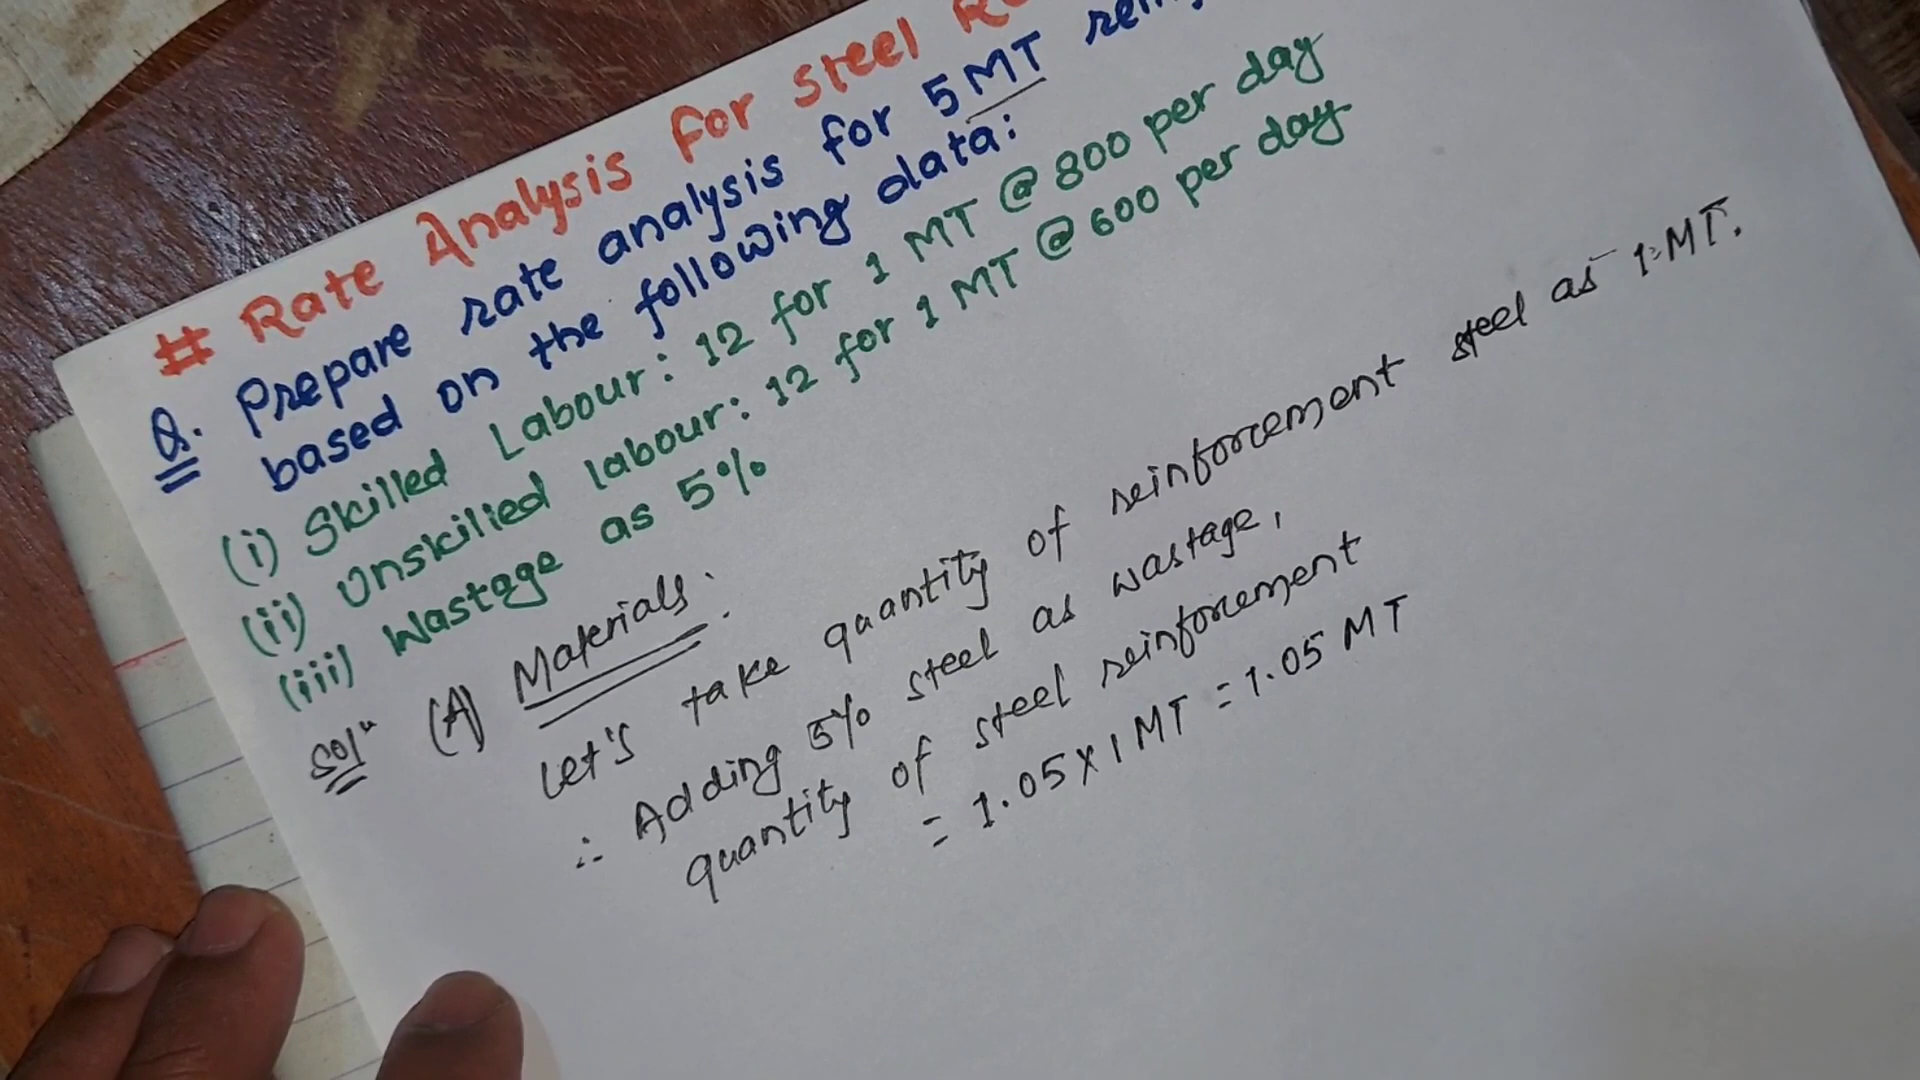 # Rate Analysis for steel
Q. Prepare rate analysis for 5 MT
based on the following data:
(i) Skilled Labour: 12 for 1 MT @ 800 per day
(ii) Unskilled labour: 12 for 1 MT @ 600 per day
(iii) Wastage as 5%
Solⁿ (A) Materials:
Let's take quantity of reinforcement steel as 1 MT.
∴ Adding 5% steel as wastage,
quantity of steel reinforcement
= 1.05 x 1 MT = 1.05 MT